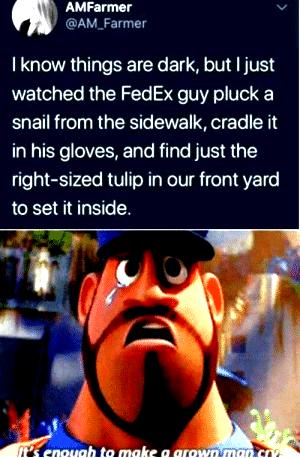 AMFarmer
@AM_Farmer
I know things are dark, but I just
watched the FedEx guy pluck a
snail from the sidewalk, cradle it
in his gloves, and find just the
right-sized tulip in our front yard
to set it inside.
It's enough to make a grown man cry